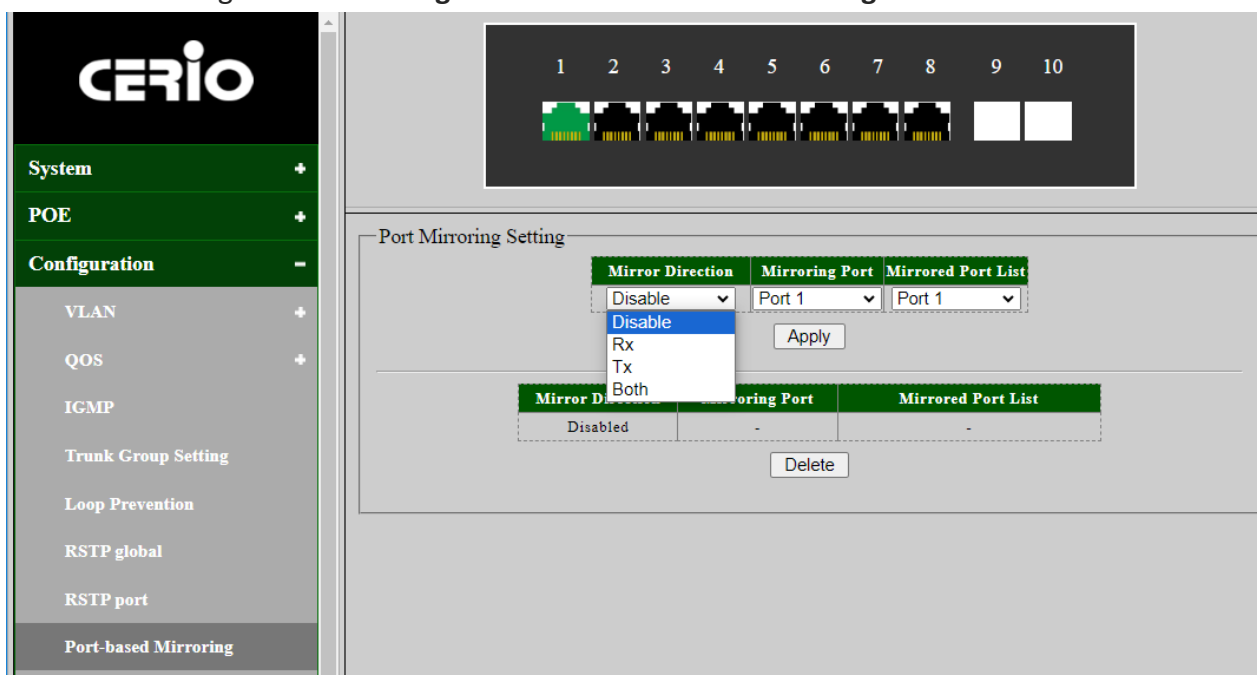 CERIO
1 2 3 4 5 6 7 8 9 10
System
POE
Configuration
VLAN
QOS
IGMP
Trunk Group Setting
Loop Prevention
RSTP global
RSTP port
Port-based Mirroring
Port Mirroring Setting
Mirror Direction Mirroring Port Mirrored Port List
Disable Port 1 Port 1
Disable
Rx
Tx
Both
Apply
Mirror Port Mirrored Port List
Disabled - -
Delete